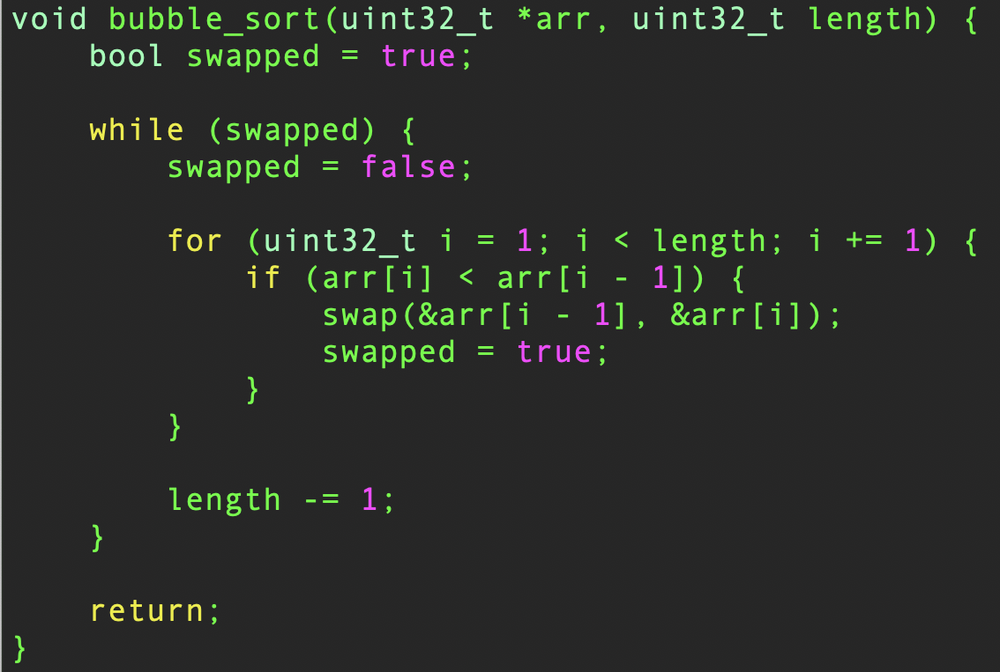 void bubble_sort(uint32_t *arr, uint32_t length) {
    bool swapped = true;

    while (swapped) {
        swapped = false;

        for (uint32_t i = 1; i < length; i += 1) {
            if (arr[i] < arr[i - 1]) {
                swap(&arr[i - 1], &arr[i]);
                swapped = true;
            }
        }

        length -= 1;
    }

    return;
}